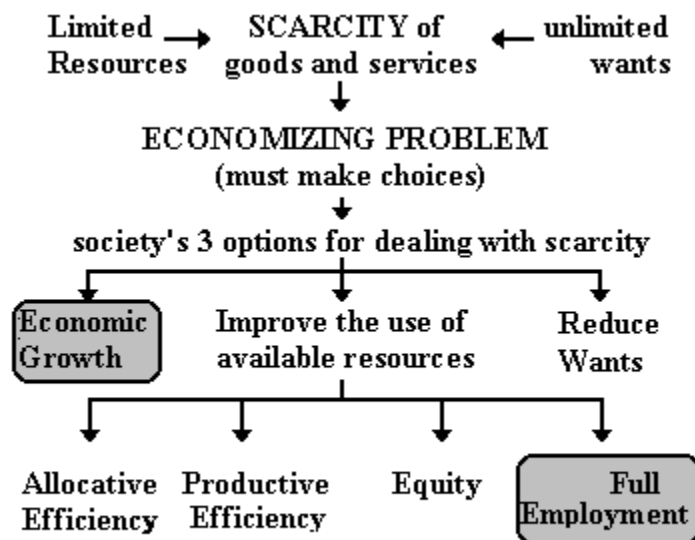 Limited
Resources
SCARCITY of
goods and services
unlimited
wants
ECONOMIZING PROBLEM
(must make choices)
society's 3 options for dealing with scarcity
Economic
Growth
Improve the use of
available resources
Reduce
Wants
Allocative
Efficiency
Productive
Efficiency
Equity
Full
Employment